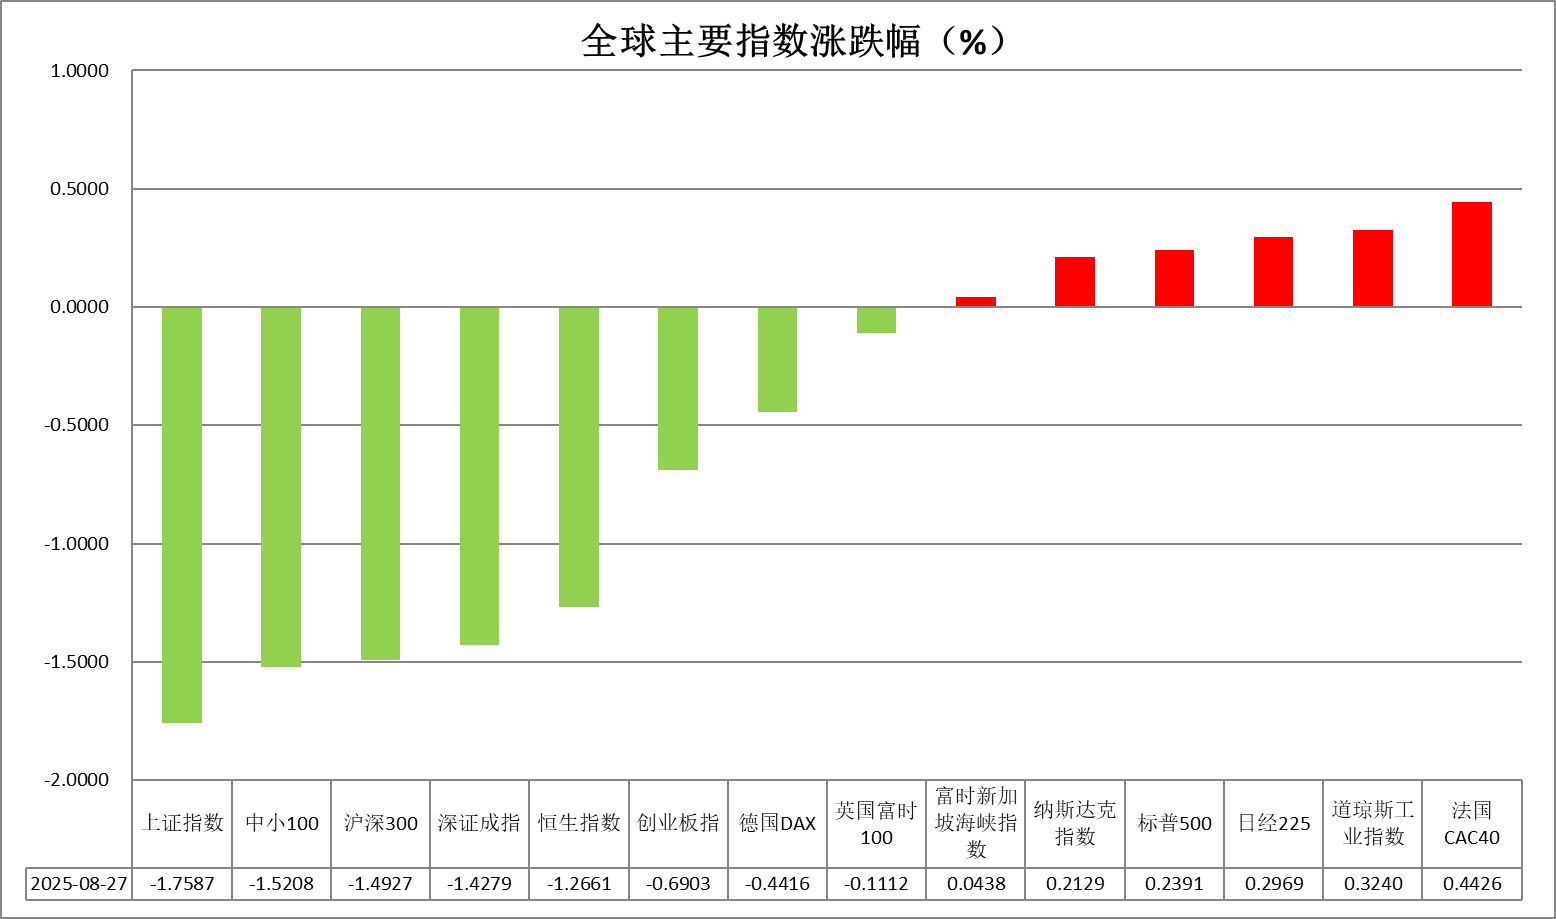 全球主要指数涨跌幅（%）
1.0000
0.5000
0.0000
-0.5000
-1.0000
-1.5000
-2.0000
上证指数
中小100
沪深300
深证成指
恒生指数
创业板指
德国DAX
英国富时
100
富时新加
坡海峡指
数
纳斯达克
指数
标普500
日经225
道琼斯工
业指数
法国
CAC40
2025-08-27 -1.7587 -1.5208 -1.4927 -1.4279 -1.2661 -0.6903 -0.4416 -0.1112 0.0438 0.2129 0.2391 0.2969 0.3240 0.4426